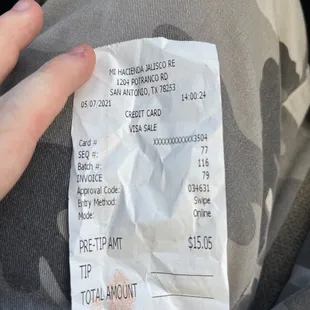 MI HACIENDA JALISCO RE
1204 POTRANCO RD
SAN ANTONIO, TX 78253
05/07/2021 14:00:24
CREDIT CARD
VISA SALE
Card # XXXXXXXXXXXX3504
SEQ #: 77
Batch #: 116
INVOICE 79
Approval Code: 034631
Entry Method: Swipe
Mode: Online
PRE-TIP AMT $15.05
TIP
TOTAL AMOUNT